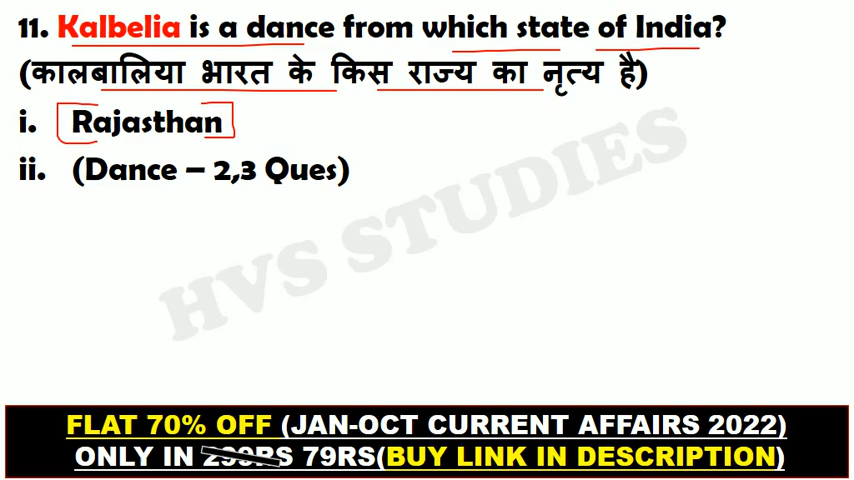 11. Kalbelia is a dance from which state of India?
(कालबालिया भारत के किस राज्य का नृत्य है)
i. Rajasthan
ii. (Dance – 2,3 Ques)
HVS STUDIES
FLAT 70% OFF (JAN-OCT CURRENT AFFAIRS 2022)
ONLY IN 299RS 79RS(BUY LINK IN DESCRIPTION)